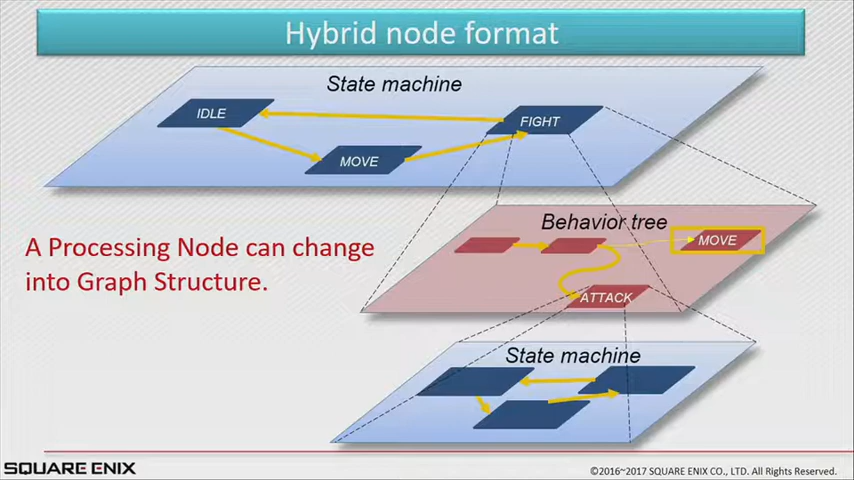 Hybrid node format
State machine
IDLE
FIGHT
MOVE
Behavior tree
MOVE
A Processing Node can change
into Graph Structure.
ATTACK
State machine
SQUARE ENIX
©2016~2017 SQUARE ENIX CO., LTD. All Rights Reserved.